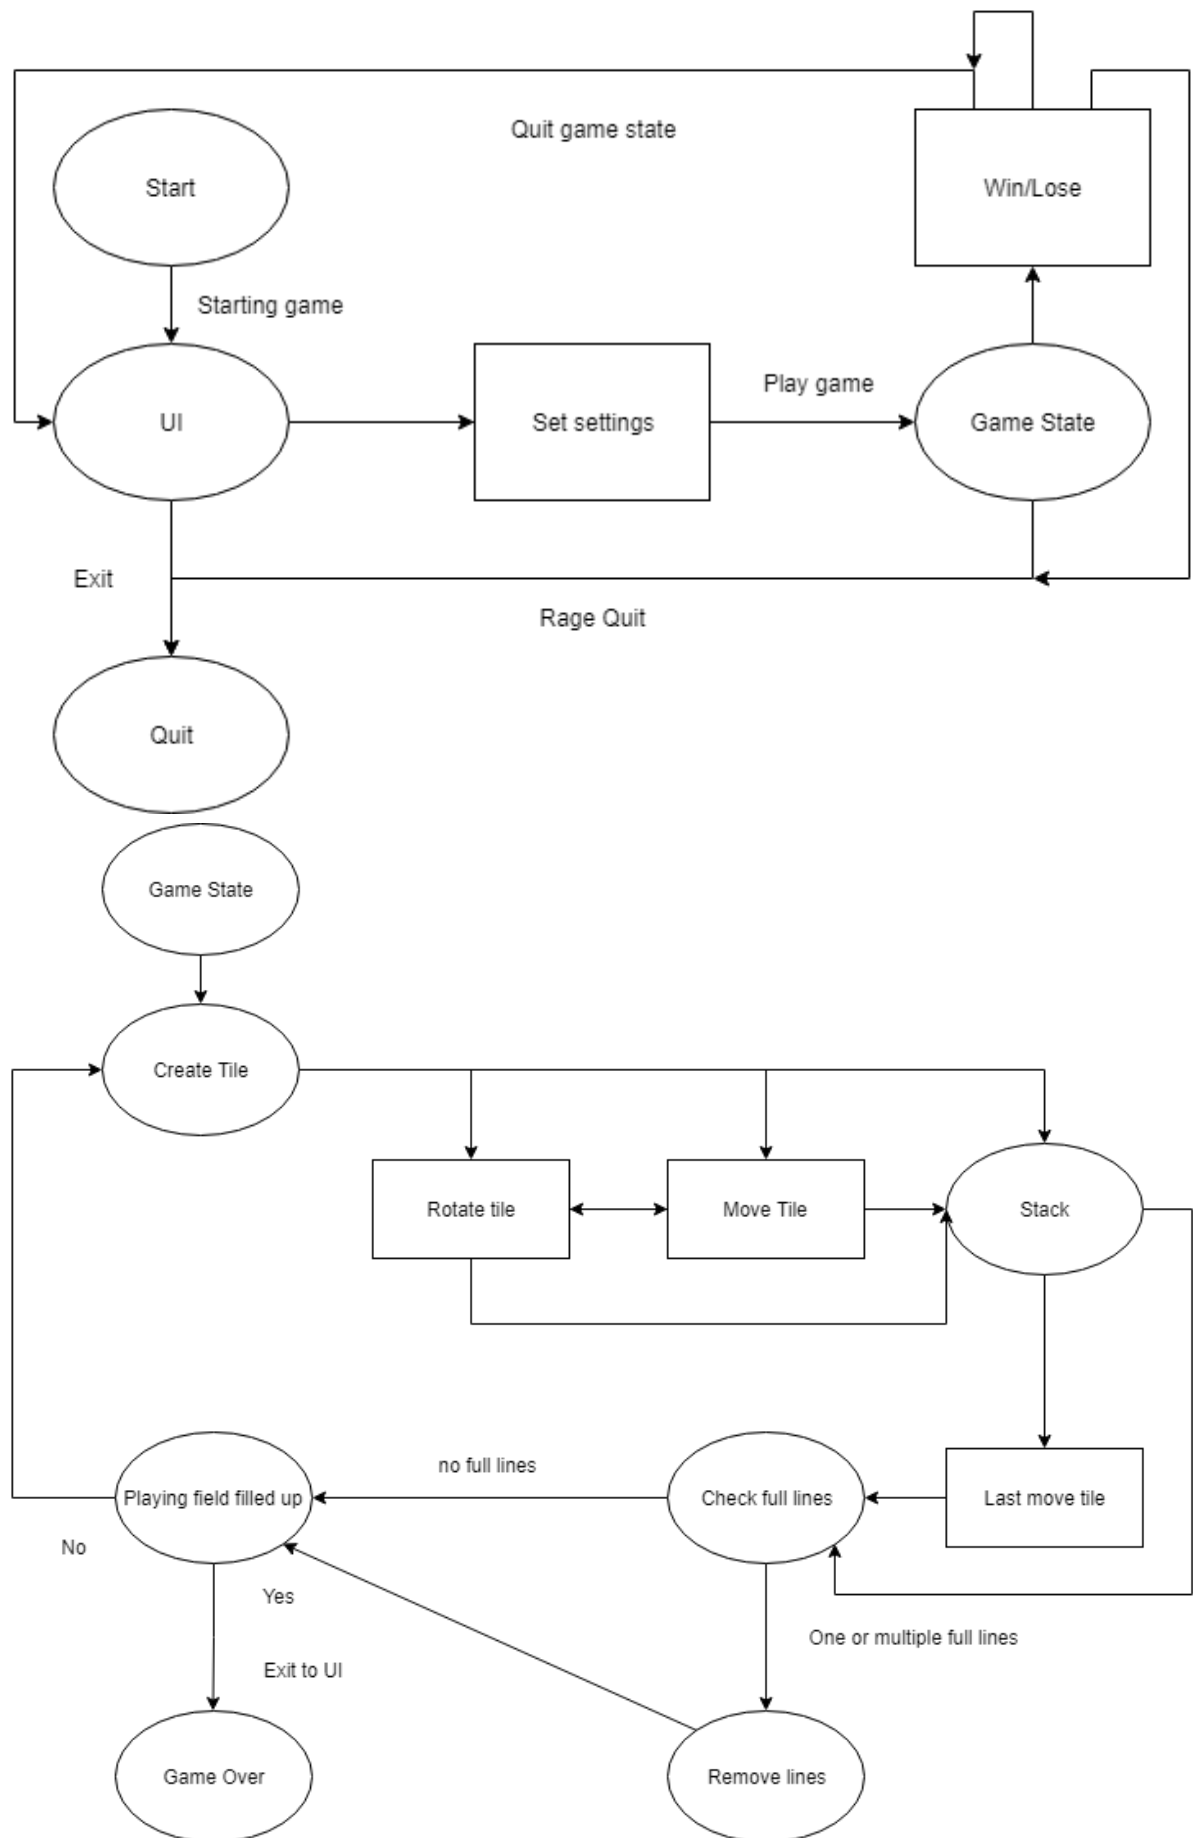 Quit game state
Start
Win/Lose
Starting game
Play game
UI
Set settings
Game State
Exit
Rage Quit
Quit
Game State
Create Tile
Rotate tile
Move Tile
Stack
no full lines
Playing field filled up
Check full lines
Last move tile
No
Yes
One or multiple full lines
Exit to UI
Game Over
Remove lines